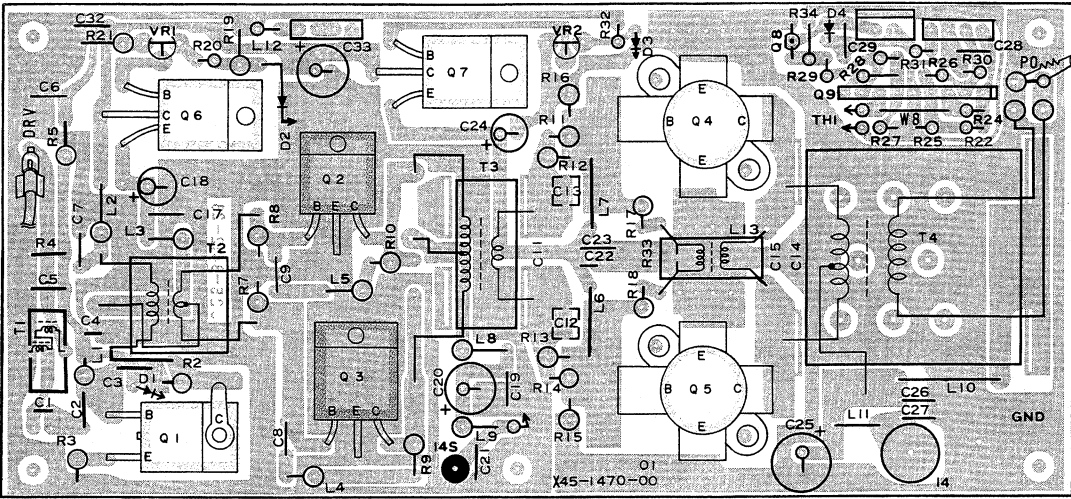 C32
R21
VR1
R20
R19
L12
C33
Q7
B
C
E
VR2
R32
D3
Q8
R34
D4
C29
C28
R31
R28
R29
R26
R30
PO
Q9
TH1
W8
R24
R27
R25
R22
C6
DRV
R5
Q6
B
C
E
D2
C24
R16
R11
R12
T3
Q4
E
B
C
E
Q2
B
E
C
C18
C17
L2
L3
C7
R8
C13
L7
R17
R10
R4
T2
C9
L5
C11
C23
C22
R33
L13
C15
C14
T4
C5
R7
L6
R18
T1
C4
L1
C12
R13
L8
R2
C3
D1
Q3
B
E
C
C20
C19
R14
Q5
E
B
C
E
C1
C2
Q1
B
C
E
R3
C8
L4
R9
L9
14S
C21
R15
01
X45-1470-00
C25
L11
L10
C26
C27
GND
14